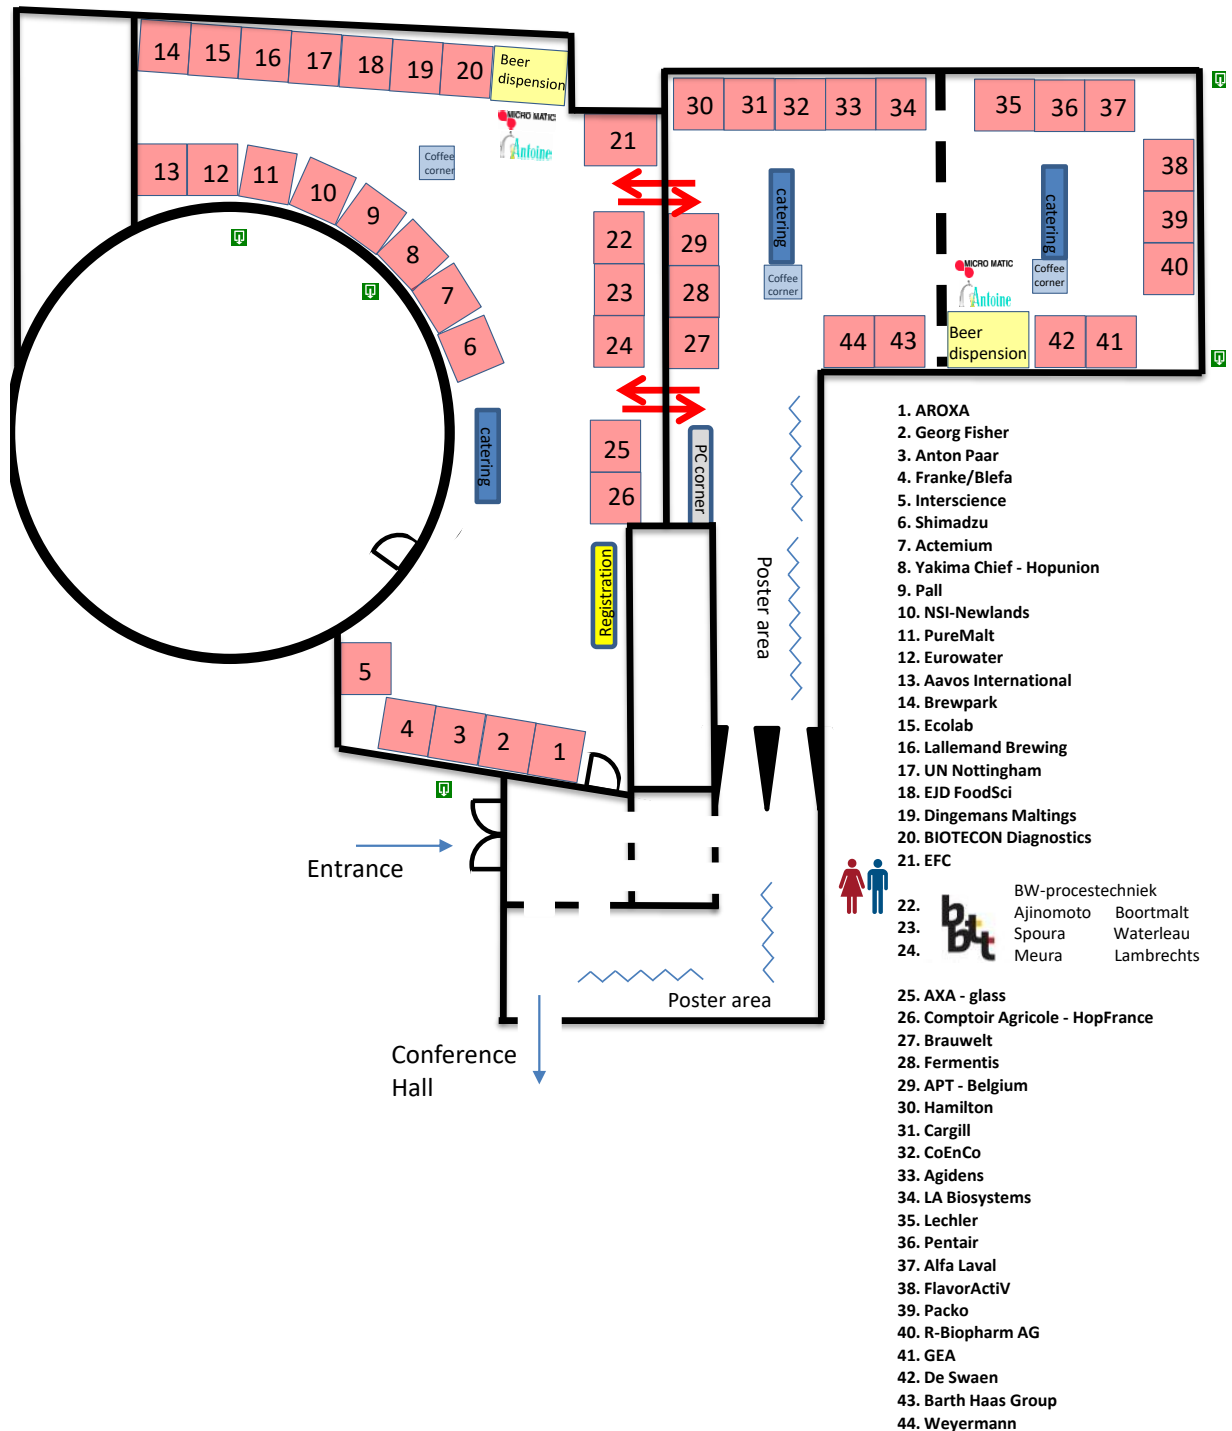 14 15 16 17 18 19 20
Beer
dispension
MICRO MATIC
Antoine
21
Coffee
corner
13 12 11 10 9 8 7 6
22
23
24
25
26
catering
Registration
5
4 3 2 1
30 31 32 33 34
35 36 37
38
39
40
29
28
27
catering
Coffee
corner
catering
Coffee
corner
MICRO MATIC
Antoine
44 43
Beer
dispension
42 41
PC corner
Poster area
Entrance
Poster area
Conference
Hall
1. AROXA
2. Georg Fisher
3. Anton Paar
4. Franke/Blefa
5. Interscience
6. Shimadzu
7. Actemium
8. Yakima Chief - Hopunion
9. Pall
10. NSI-Newlands
11. PureMalt
12. Eurowater
13. Aavos International
14. Brewpark
15. Ecolab
16. Lallemand Brewing
17. UN Nottingham
18. EJD FoodSci
19. Dingemans Maltings
20. BIOTECON Diagnostics
21. EFC
22.
23.
24.
bbtt
BW-procestechniek
Ajinomoto Boortmalt
Spoura Waterleau
Meura Lambrechts
25. AXA - glass
26. Comptoir Agricole - HopFrance
27. Brauwelt
28. Fermentis
29. APT - Belgium
30. Hamilton
31. Cargill
32. CoEnCo
33. Agidens
34. LA Biosystems
35. Lechler
36. Pentair
37. Alfa Laval
38. FlavorActiV
39. Packo
40. R-Biopharm AG
41. GEA
42. De Swaen
43. Barth Haas Group
44. Weyermann